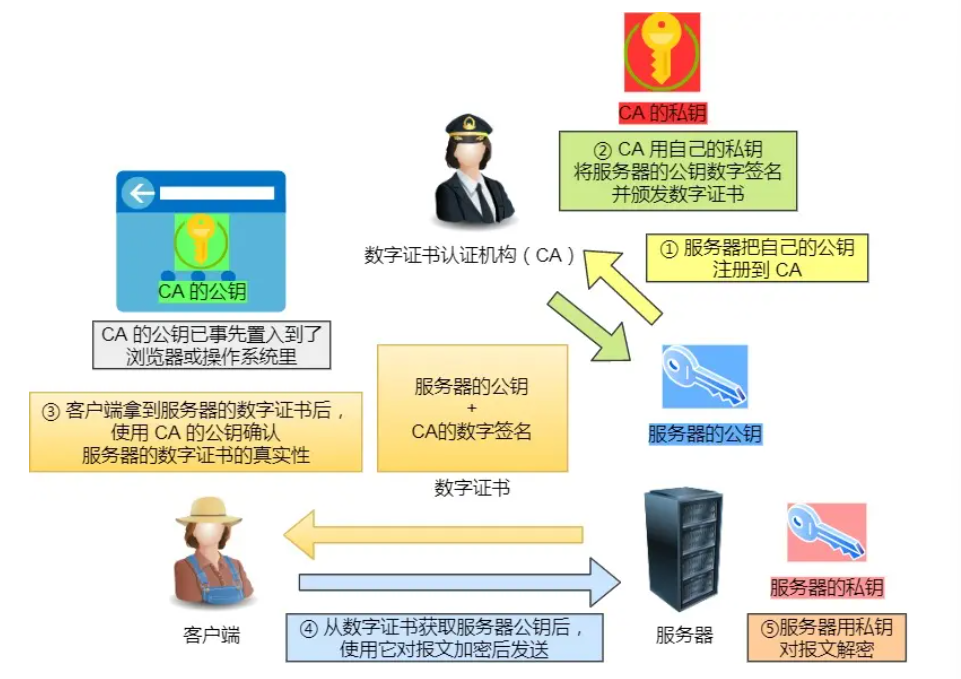 CA 的私钥
② CA 用自己的私钥
将服务器的公钥数字签名
并颁发数字证书
数字证书认证机构（CA）
① 服务器把自己的公钥
注册到 CA
CA 的公钥
CA 的公钥已事先置入到了
浏览器或操作系统里
服务器的公钥
+
CA的数字签名
数字证书
服务器的公钥
③ 客户端拿到服务器的数字证书后，
使用 CA 的公钥确认
服务器的数字证书的真实性
客户端
④ 从数字证书获取服务器公钥后，
使用它对报文加密后发送
服务器
服务器的私钥
⑤服务器用私钥
对报文解密